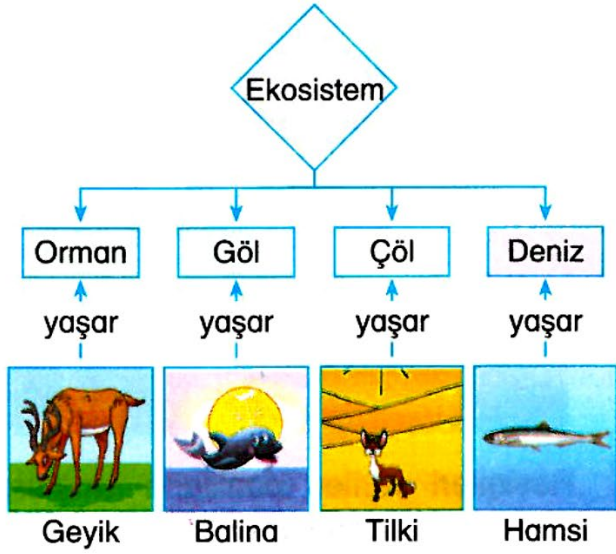 Ekosistem
Orman Göl Çöl Deniz
yaşar yaşar yaşar yaşar
Geyik Balina Tilki Hamsi